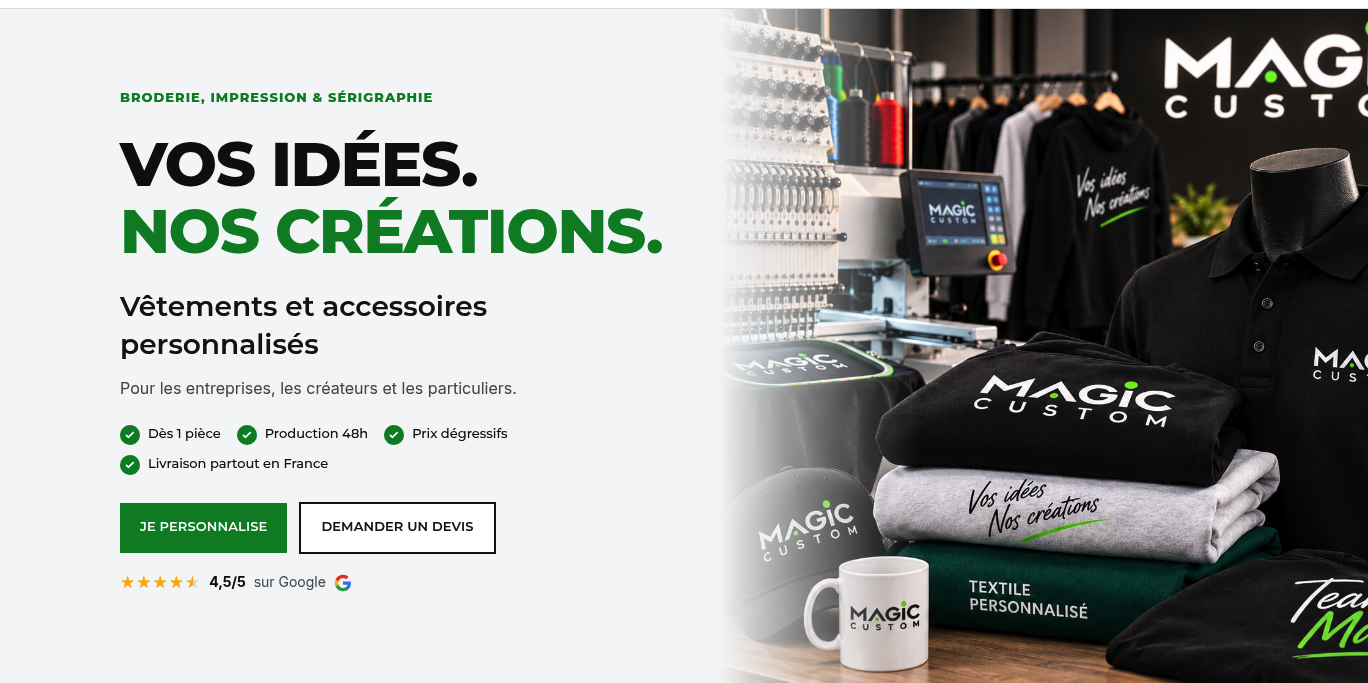 BRODERIE, IMPRESSION & SÉRIGRAPHIE
VOS IDÉES.
NOS CRÉATIONS.
Vêtements et accessoires
personnalisés
Pour les entreprises, les créateurs et les particuliers.
Dès 1 pièce
Production 48h
Prix dégressifs
Livraison partout en France
JE PERSONNALISE
DEMANDER UN DEVIS
4,5/5 sur Google
MAGIC
CUSTOM
Vos idées
Nos créations
MAGIC
CUSTOM
MAGIC
CUSTOM
Vos idées
Nos créations
TEXTILE
PERSONNALISÉ
MAGIC
CUSTOM
MAGIC
CUSTOM